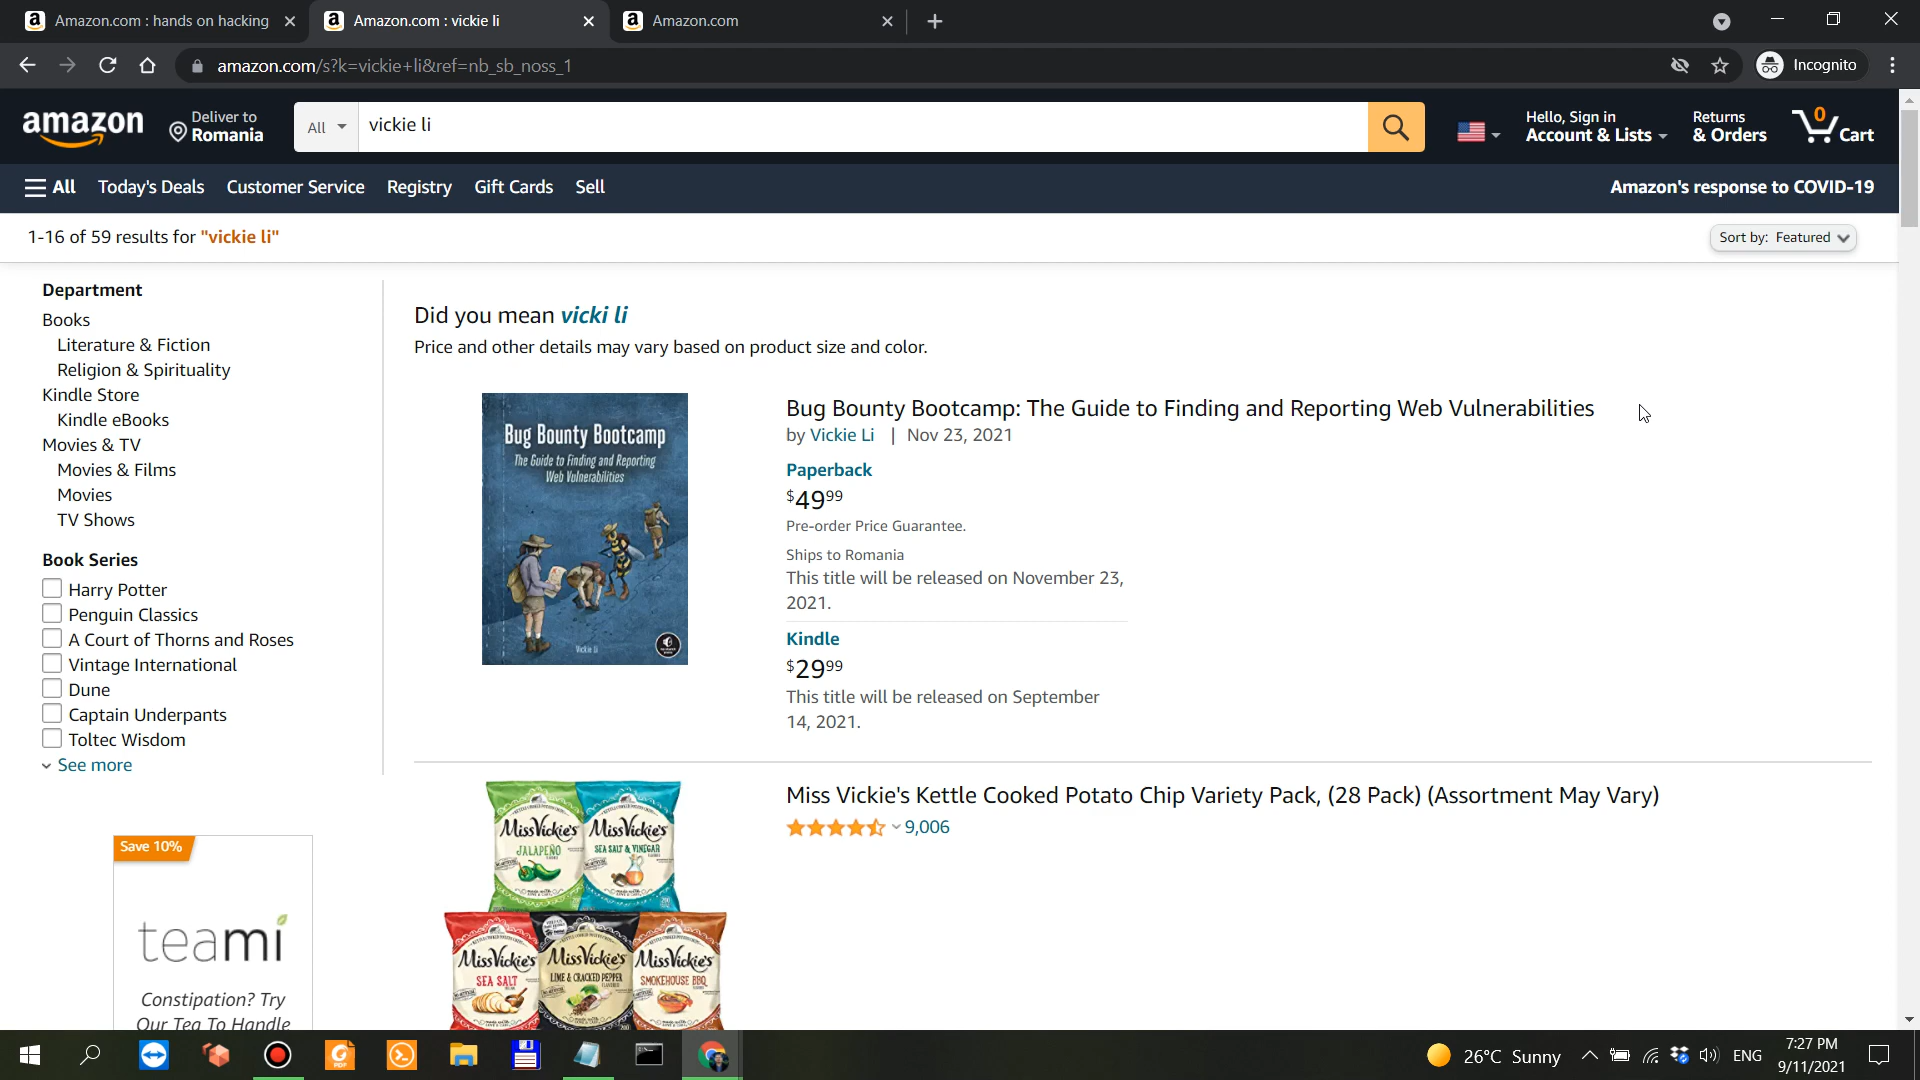 Amazon.com : hands on hacking
Amazon.com : vickie li
Amazon.com
amazon.com/s?k=vickie+li&ref=nb_sb_noss_1
Incognito
amazon
Deliver to
Romania
All
vickie li
Hello, Sign in
Account & Lists
Returns
& Orders
0
Cart
All
Today's Deals
Customer Service
Registry
Gift Cards
Sell
Amazon's response to COVID-19
1-16 of 59 results for "vickie li"
Sort by: Featured
Department
Books
Literature & Fiction
Religion & Spirituality
Kindle Store
Kindle eBooks
Movies & TV
Movies & Films
Movies
TV Shows
Book Series
Harry Potter
Penguin Classics
A Court of Thorns and Roses
Vintage International
Dune
Captain Underpants
Toltec Wisdom
See more
Save 10%
teami
Constipation? Try
Our Tea To Handle
Did you mean vicki li
Price and other details may vary based on product size and color.
Bug Bounty Bootcamp
The Guide to Finding and Reporting
Web Vulnerabilities
Vickie Li
Bug Bounty Bootcamp: The Guide to Finding and Reporting Web Vulnerabilities
by Vickie Li | Nov 23, 2021
Paperback
$4999
Pre-order Price Guarantee.
Ships to Romania
This title will be released on November 23,
2021.
Kindle
$2999
This title will be released on September
14, 2021.
Miss Vickie's
JALAPEÑO
Miss Vickie's
SEA SALT & VINEGAR
Miss Vickie's
SEA SALT
Miss Vickie's
LIME & CRACKED PEPPER
Miss Vickie's
SMOKEHOUSE BBQ
Miss Vickie's Kettle Cooked Potato Chip Variety Pack, (28 Pack) (Assortment May Vary)
9,006
26°C Sunny
ENG
7:27 PM
9/11/2021